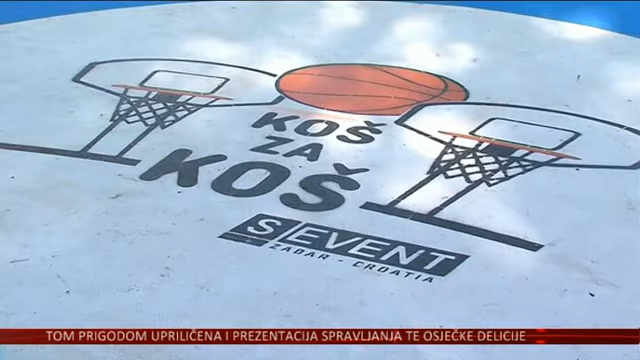 KOŠ
ZA
KOŠ
SEVENT
ZADAR - CROATIA
TOM PRIGODOM UPRILIČENA I PREZENTACIJA SPRAVLJANJA TE OSJEČKE DELICIJE